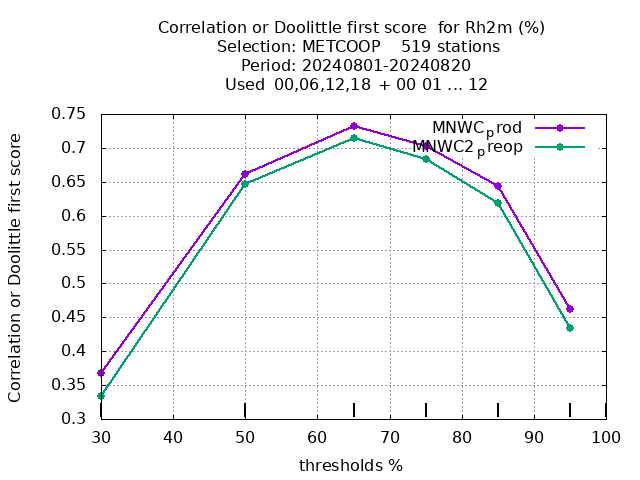 Correlation or Doolittle first score  for Rh2m (%)
Selection: METCOOP    519 stations
Period: 20240801-20240820
Used  00,06,12,18 + 00 01 ... 12
Correlation or Doolittle first score
0.75
0.7
0.65
0.6
0.55
0.5
0.45
0.4
0.35
0.3
MNWC_prod
MNWC2_preop
30 40 50 60 70 80 90 100
thresholds %